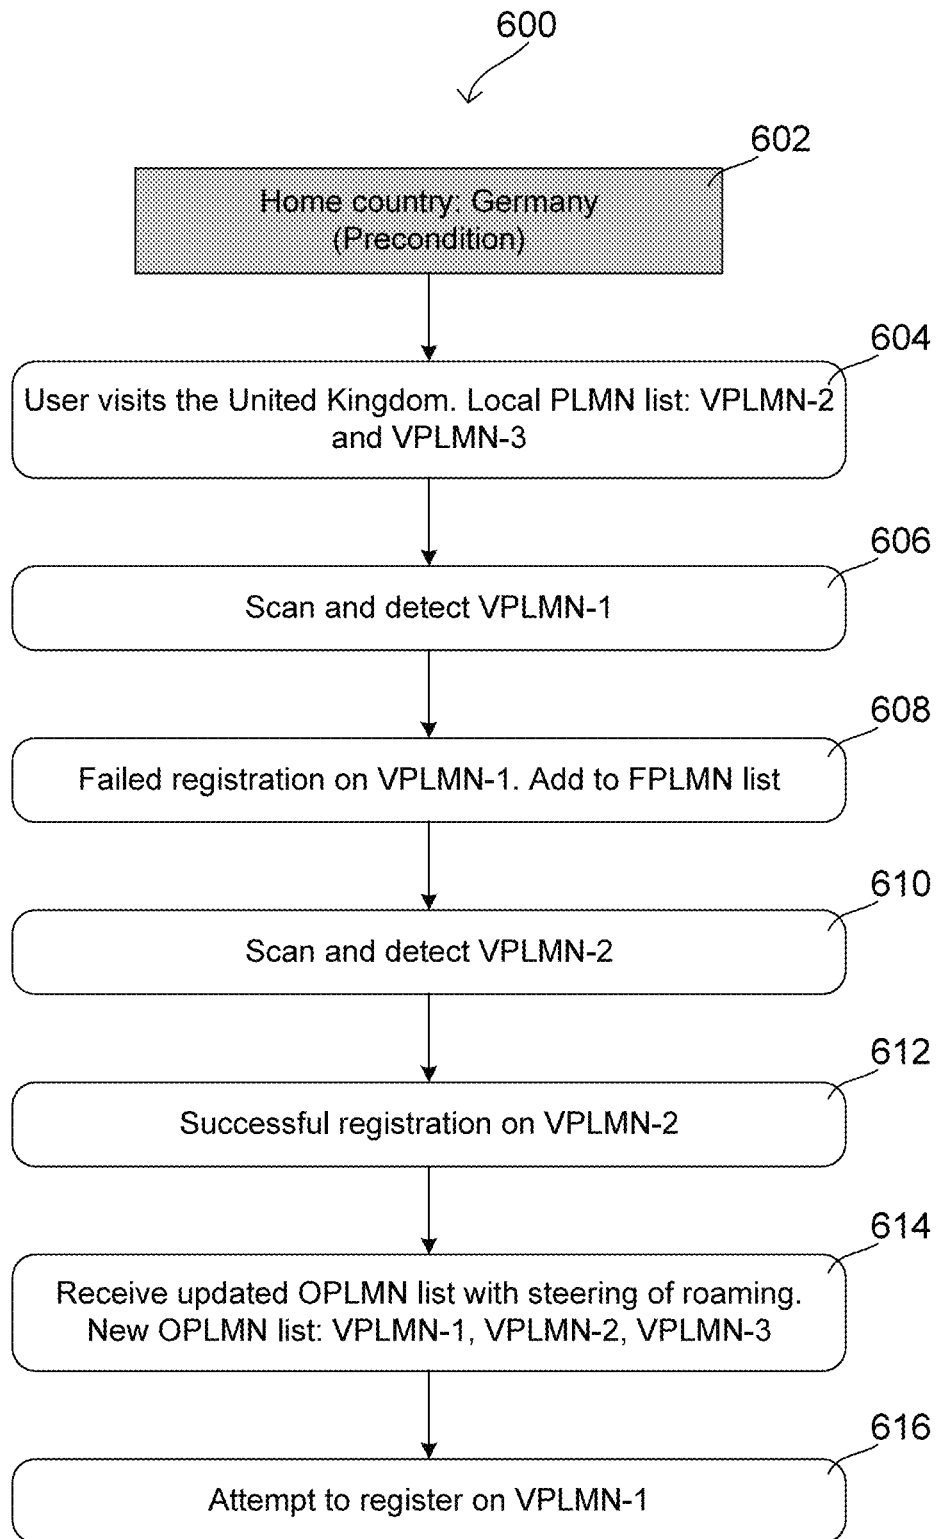 600
602
Home country: Germany
(Precondition)
604
User visits the United Kingdom. Local PLMN list: VPLMN-2
and VPLMN-3
606
Scan and detect VPLMN-1
608
Failed registration on VPLMN-1. Add to FPLMN list
610
Scan and detect VPLMN-2
612
Successful registration on VPLMN-2
614
Receive updated OPLMN list with steering of roaming.
New OPLMN list: VPLMN-1, VPLMN-2, VPLMN-3
616
Attempt to register on VPLMN-1